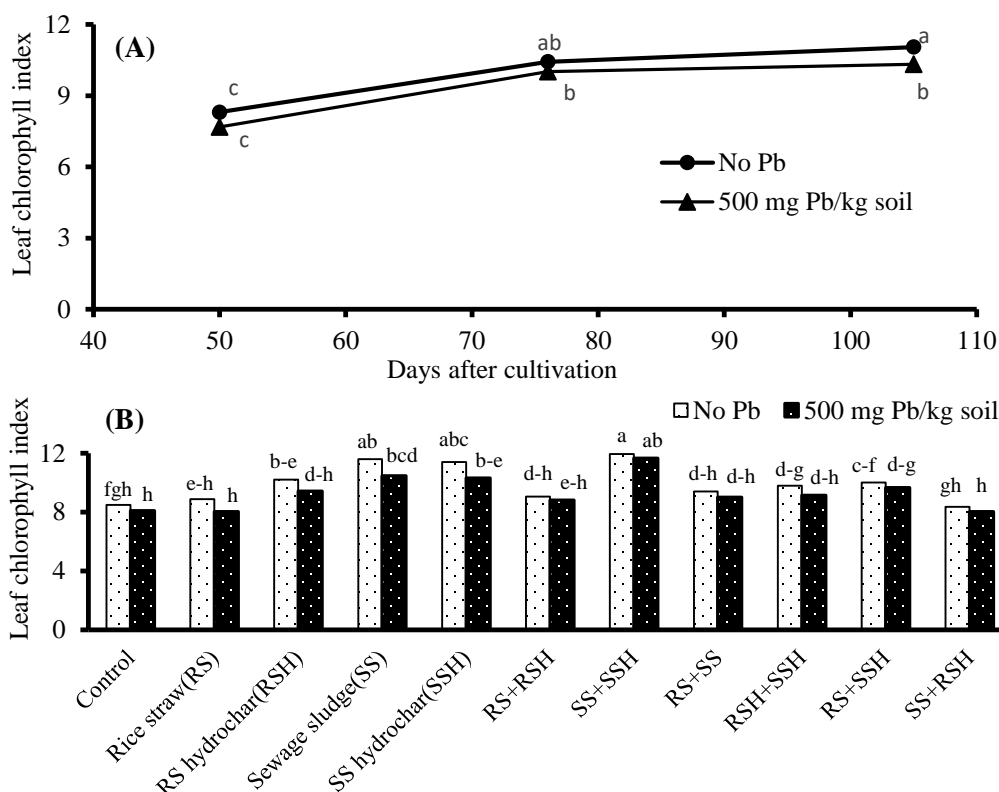 (A)
Leaf chlorophyll index
12
9
6
3
0
c
c
ab
b
a
b
No Pb
500 mg Pb/kg soil
40 50 60 70 80 90 100 110
Days after cultivation
(B)
No Pb 500 mg Pb/kg soil
Leaf chlorophyll index
12
8
4
0
fgh h e-h h b-e d-h ab bcd abc b-e d-h e-h a ab d-h d-h d-g d-h c-f d-g gh h
Control
Rice straw(RS)
RS hydrochar(RSH)
Sewage sludge(SS)
SS hydrochar(SSH)
RS+RSH
SS+SSH
RS+SS
RSH+SSH
RS+SSH
SS+RSH